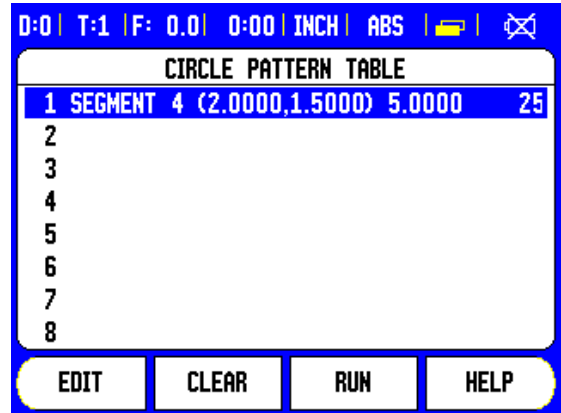 D:0 | T:1 | F: 0.0 | 0:00 | INCH | ABS
CIRCLE PATTERN TABLE
1 SEGMENT 4 (2.0000,1.5000) 5.0000 25
2
3
4
5
6
7
8
EDIT CLEAR RUN HELP